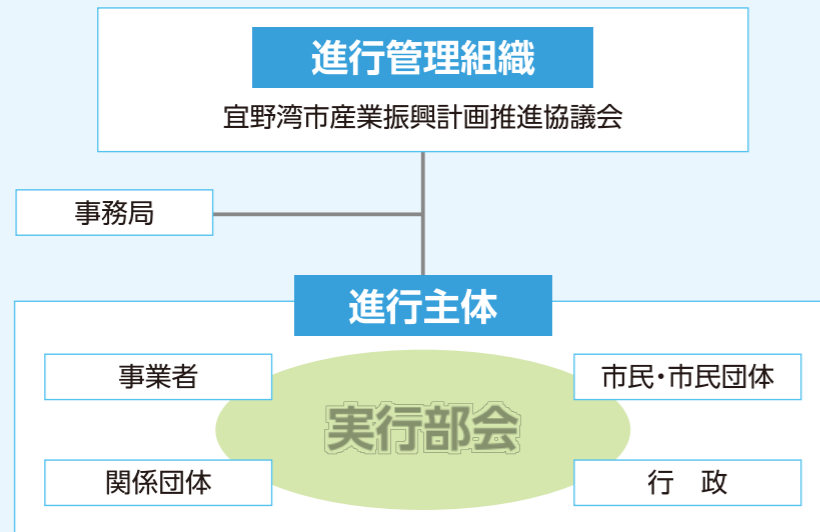 進行管理組織
宜野湾市産業振興計画推進協議会
事務局
進行主体
事業者
市民・市民団体
実行部会
関係団体
行　政